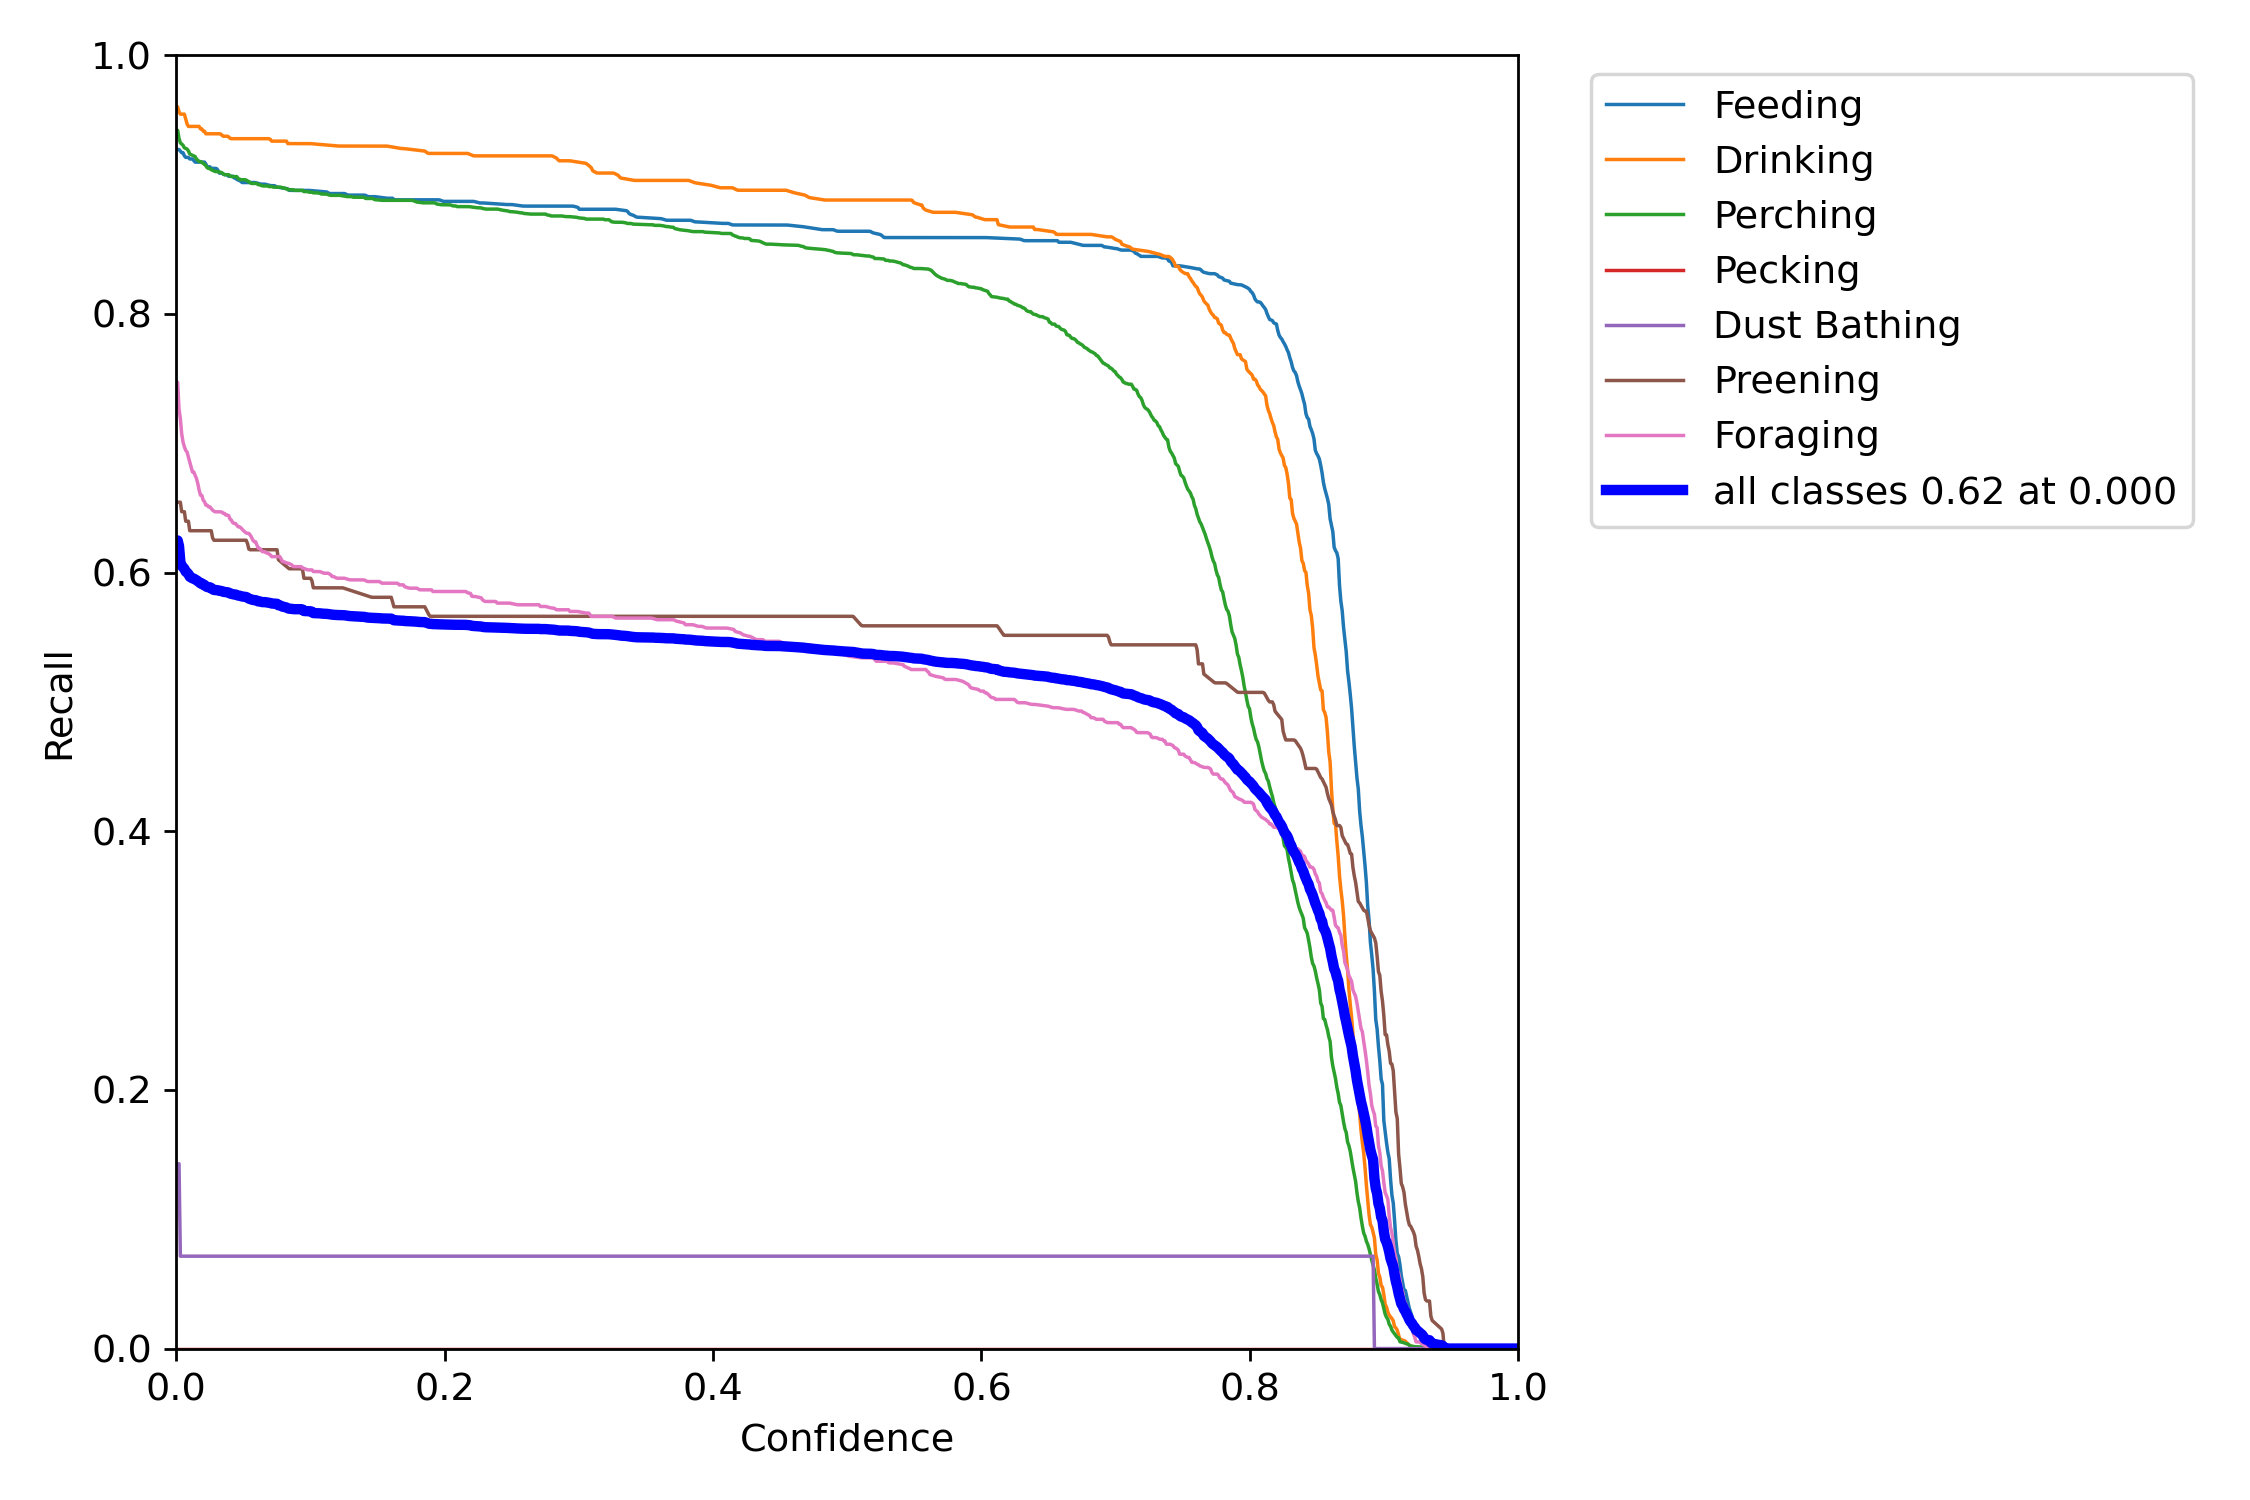 1.0
0.8
0.6
0.4
0.2
0.0
Recall
0.0 0.2 0.4 0.6 0.8 1.0
Confidence
Feeding
Drinking
Perching
Pecking
Dust Bathing
Preening
Foraging
all classes 0.62 at 0.000